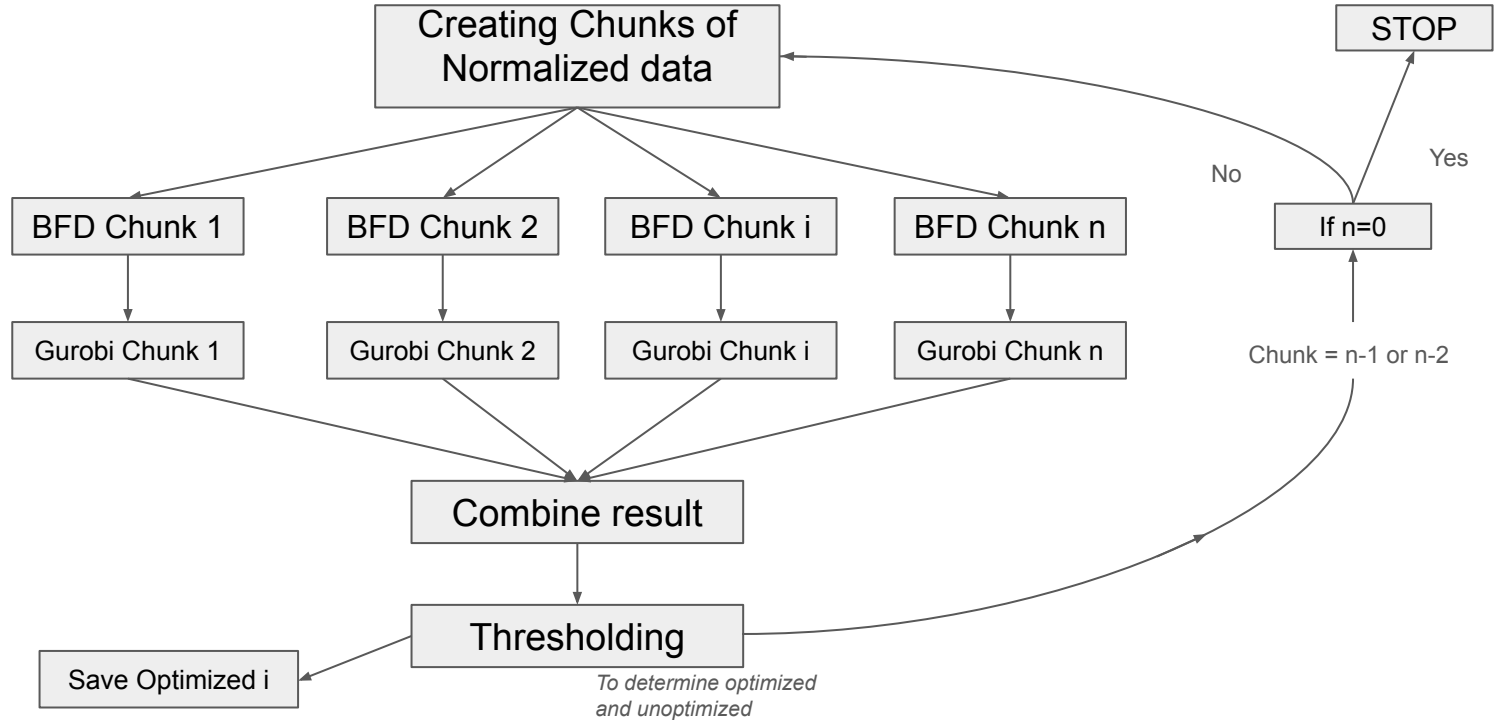 Creating Chunks of
Normalized data
STOP
No
Yes
BFD Chunk 1
BFD Chunk 2
BFD Chunk i
BFD Chunk n
If n=0
Gurobi Chunk 1
Gurobi Chunk 2
Gurobi Chunk i
Gurobi Chunk n
Chunk = n-1 or n-2
Combine result
Thresholding
Save Optimized i
To determine optimized
and unoptimized